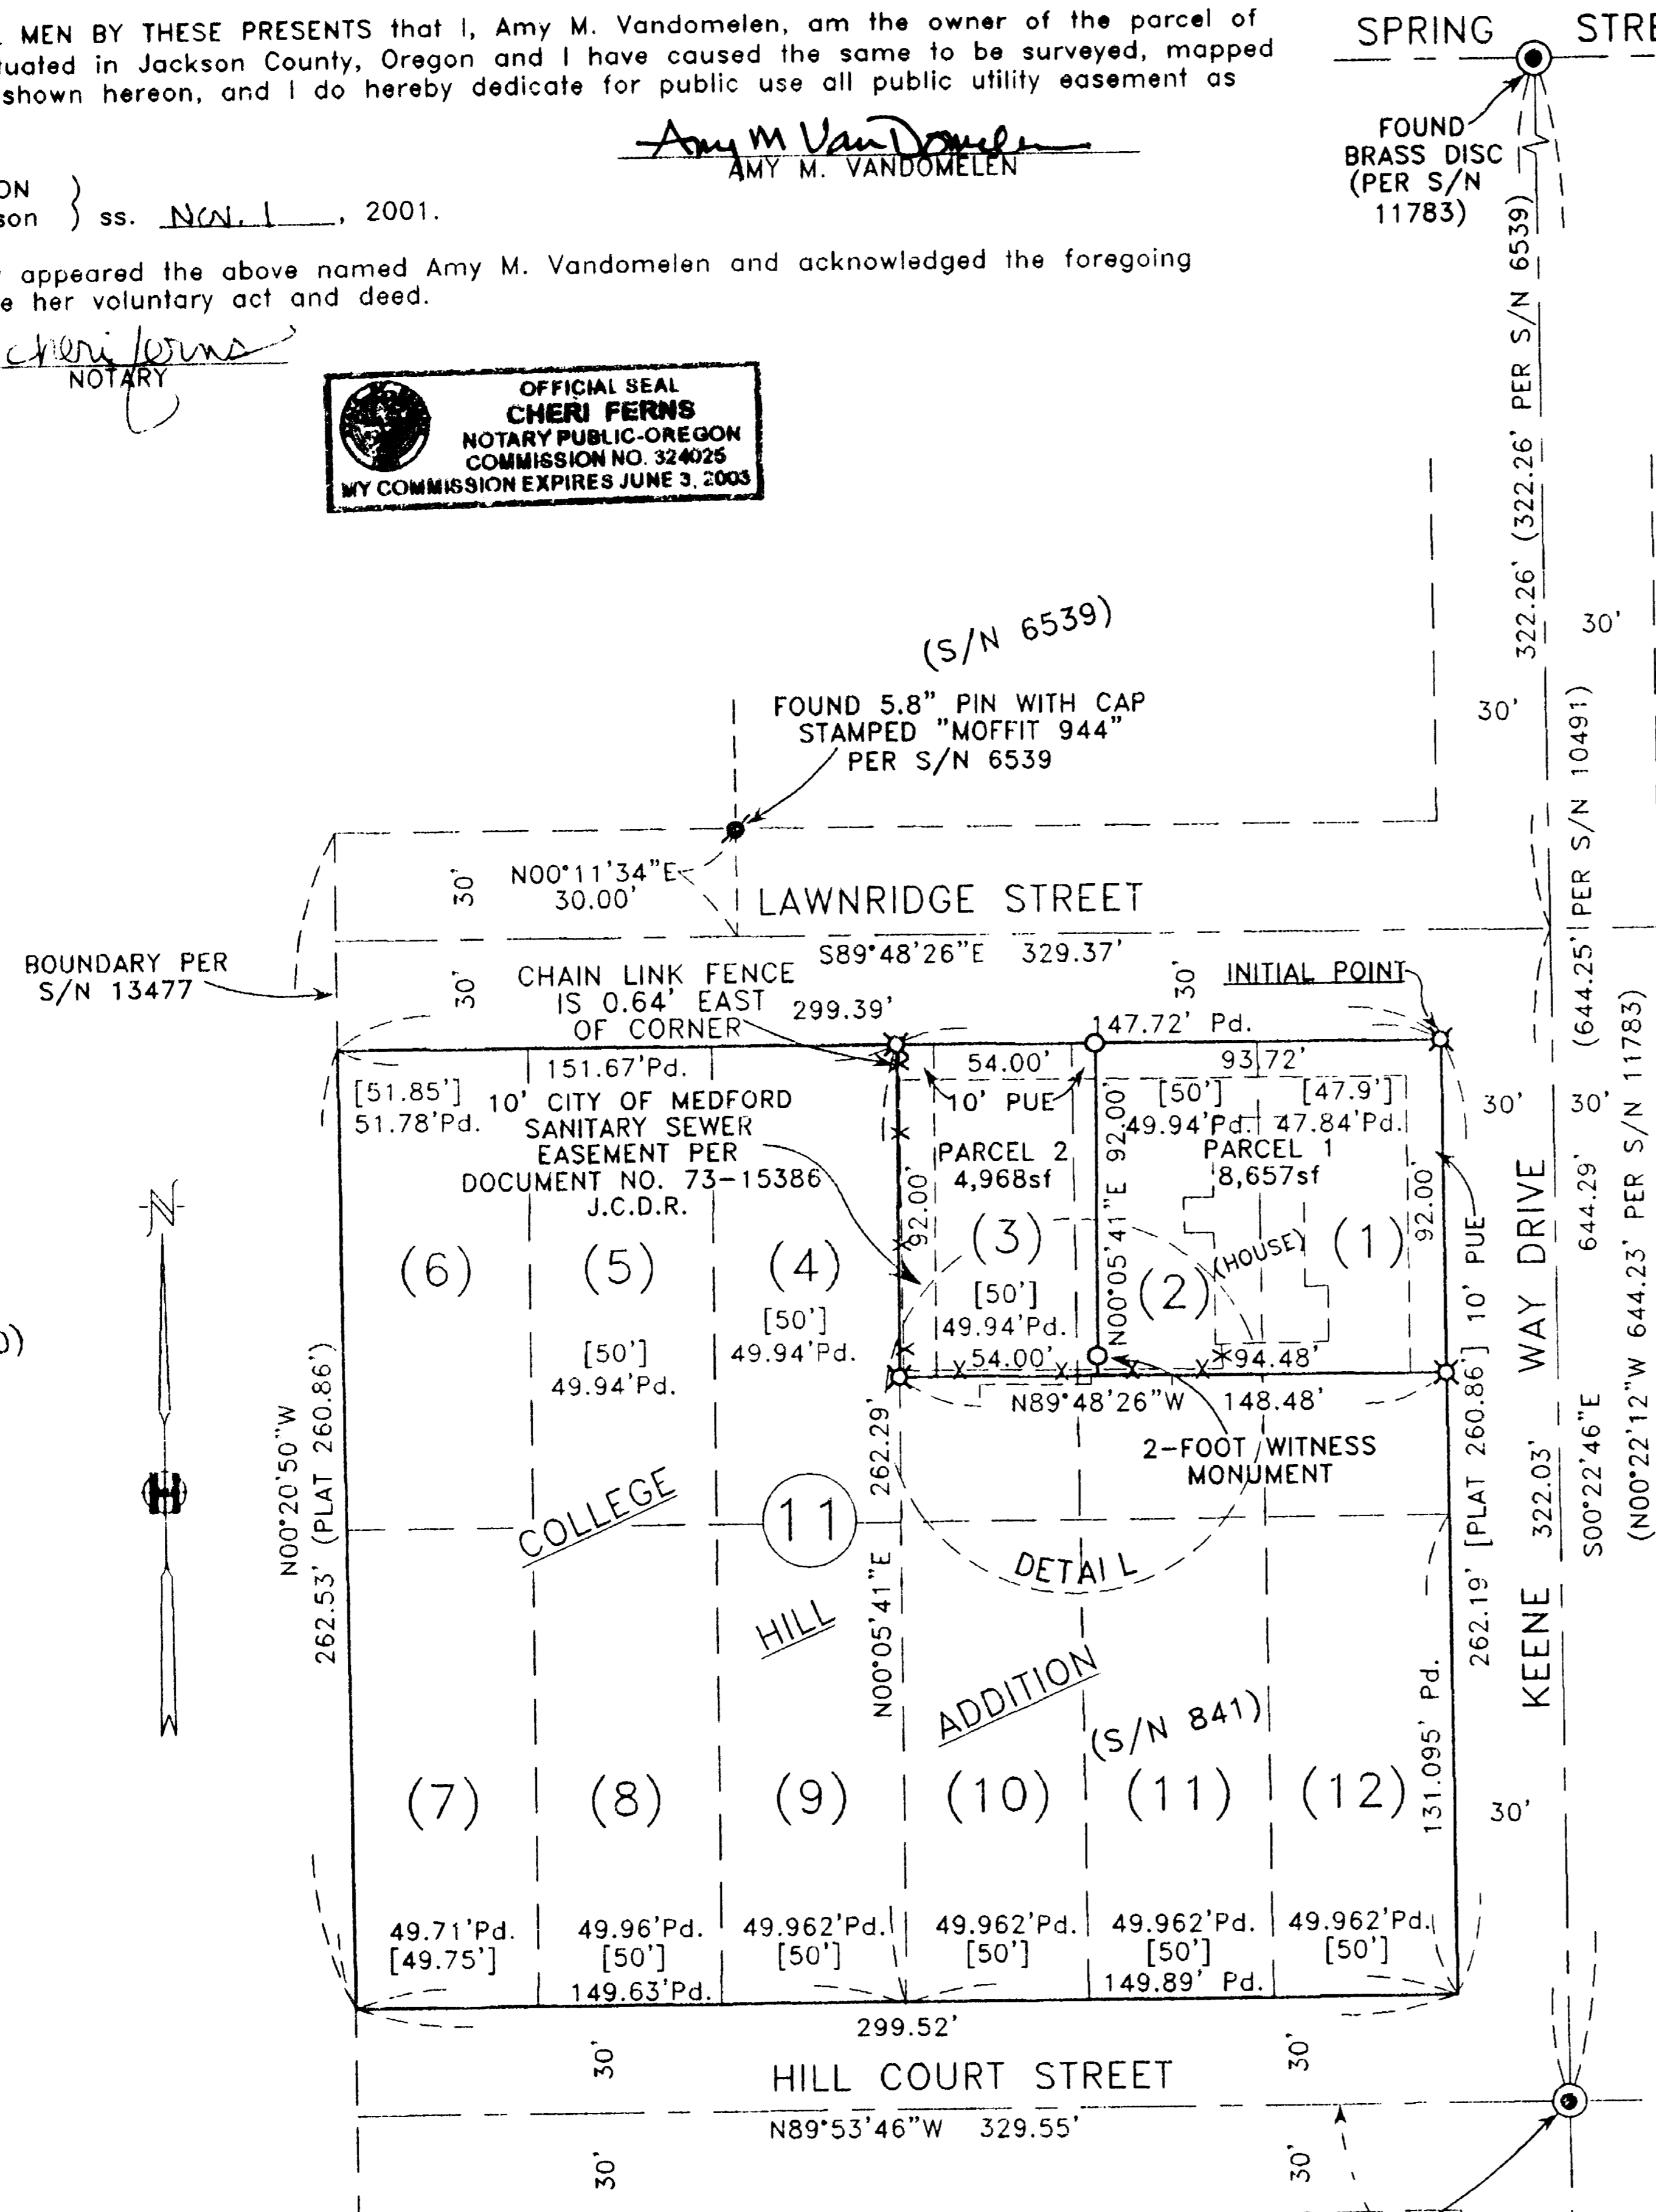 MEN BY THESE PRESENTS that I, Amy M. Vandomelen, am the owner of the parcel of
tuated in Jackson County, Oregon and I have caused the same to be surveyed, mapped
shown hereon, and I do hereby dedicate for public use all public utility easement as
Amy M VanDomelen
AMY M. VANDOMELEN
ON
son } ss. Nov. 1, 2001.
appeared the above named Amy M. Vandomelen and acknowledged the foregoing
e her voluntary act and deed.
Cheri Ferns
NOTARY
OFFICIAL SEAL
CHERI FERNS
NOTARY PUBLIC-OREGON
COMMISSION NO. 324025
MY COMMISSION EXPIRES JUNE 3, 2003
SPRING STRE
FOUND
BRASS DISC
(PER S/N
11783)
322.26' (322.26' PER S/N 6539)
30'
30'
(S/N 6539)
FOUND 5.8" PIN WITH CAP
STAMPED "MOFFIT 944"
PER S/N 6539
N00°11'34"E
30.00'
30'
LAWNRIDGE STREET
S89°48'26"E 329.37'
BOUNDARY PER
S/N 13477
30'
CHAIN LINK FENCE
IS 0.64' EAST
OF CORNER
299.39'
30'
INITIAL POINT
147.72' Pd.
151.67'Pd.
54.00'
93.72'
[51.85']
51.78'Pd.
10' CITY OF MEDFORD
SANITARY SEWER
EASEMENT PER
DOCUMENT NO. 73-15386
J.C.D.R.
10' PUE
[50']
49.94'Pd.
[47.9']
47.84'Pd.
PARCEL 2
4,968sf
PARCEL 1
8,657sf
92.00'
N00°05'41"E 92.00'
92.00'
10' PUE
30'
30'
(6)
(5)
(4)
(3)
(2)
(HOUSE)
(1)
[50']
49.94'Pd.
[50']
49.94'Pd.
[50']
49.94'Pd.
54.00'
*94.48'
N89°48'26"W 148.48'
2-FOOT WITNESS
MONUMENT
N
0)
N00°20'50"W
262.53' (PLAT 260.86')
262.29'
N00°05'41"E
COLLEGE
HILL
ADDITION
11
DETAIL
(S/N 841)
262.19' [PLAT 260.86']
131.095' Pd.
KEENE WAY DRIVE
322.03'
S00°22'46"E 644.29'
(644.25' PER S/N 10491)
(N00°22'12"W 644.23' PER S/N 11783)
(7)
(8)
(9)
(10)
(11)
(12)
30'
49.71'Pd.
[49.75']
49.96'Pd.
[50']
49.962'Pd.
[50']
49.962'Pd.
[50']
49.962'Pd.
[50']
49.962'Pd.
[50']
149.63'Pd.
149.89' Pd.
299.52'
30'
30'
HILL COURT STREET
N89°53'46"W 329.55'
30'
30'